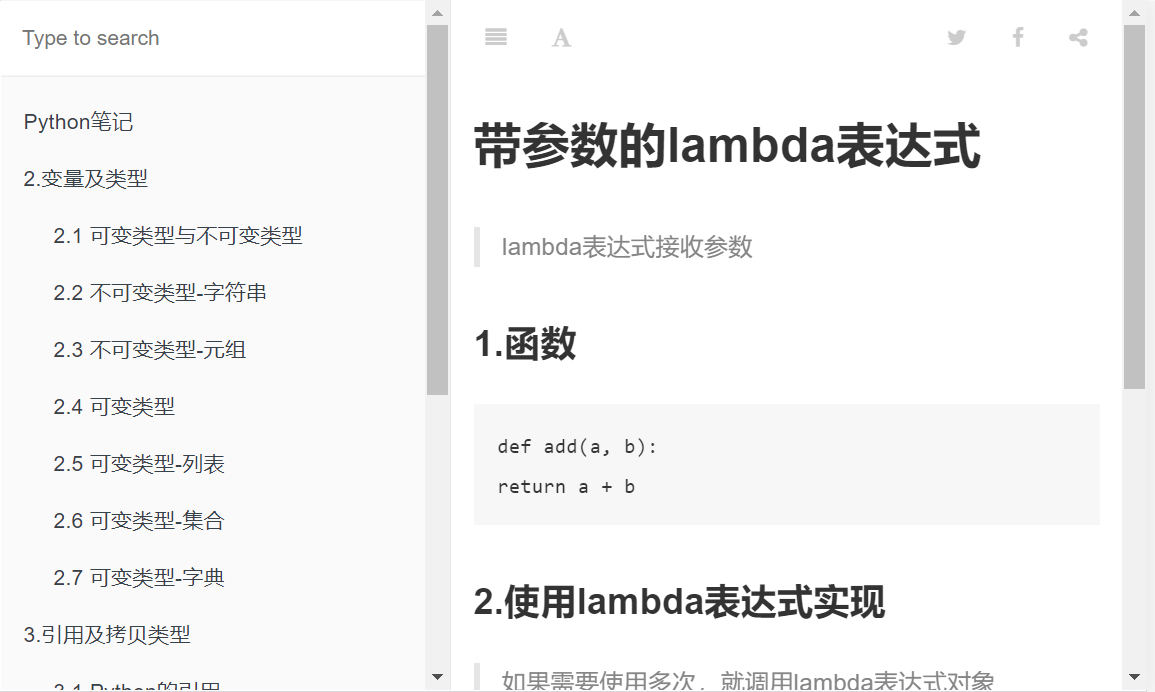 Type to search
Python笔记
2.变量及类型
2.1 可变类型与不可变类型
2.2 不可变类型-字符串
2.3 不可变类型-元组
2.4 可变类型
2.5 可变类型-列表
2.6 可变类型-集合
2.7 可变类型-字典
3.引用及拷贝类型
3.1 Python的引用
A
带参数的lambda表达式
lambda表达式接收参数
1.函数
def add(a, b):
return a + b
2.使用lambda表达式实现
如果需要使用多次，就调用lambda表达式对象